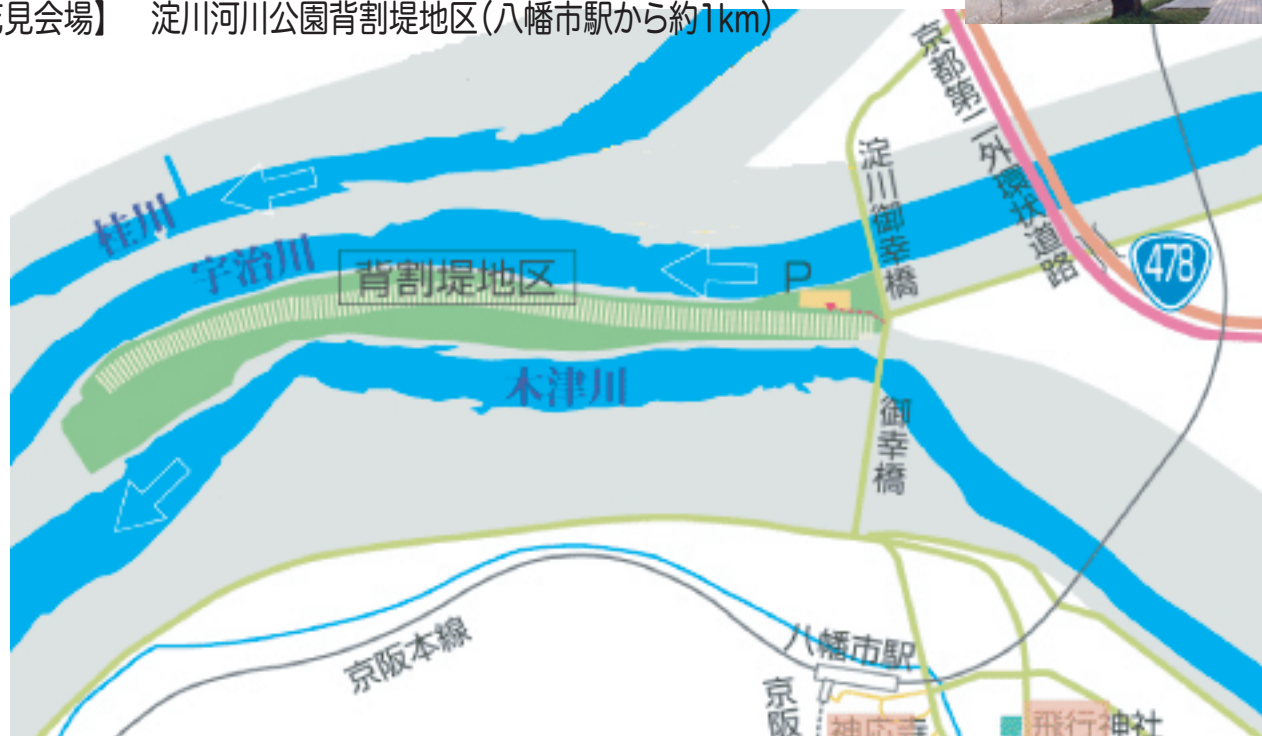 見会場】 淀川河川公園背割堤地区(八幡市駅から約1km)
京都第二外環状道路
淀川御幸橋
478
桂川
宇治川
背割堤地区
P
木津川
御幸橋
京阪本線
八幡市駅
京阪
神応寺
飛行神社